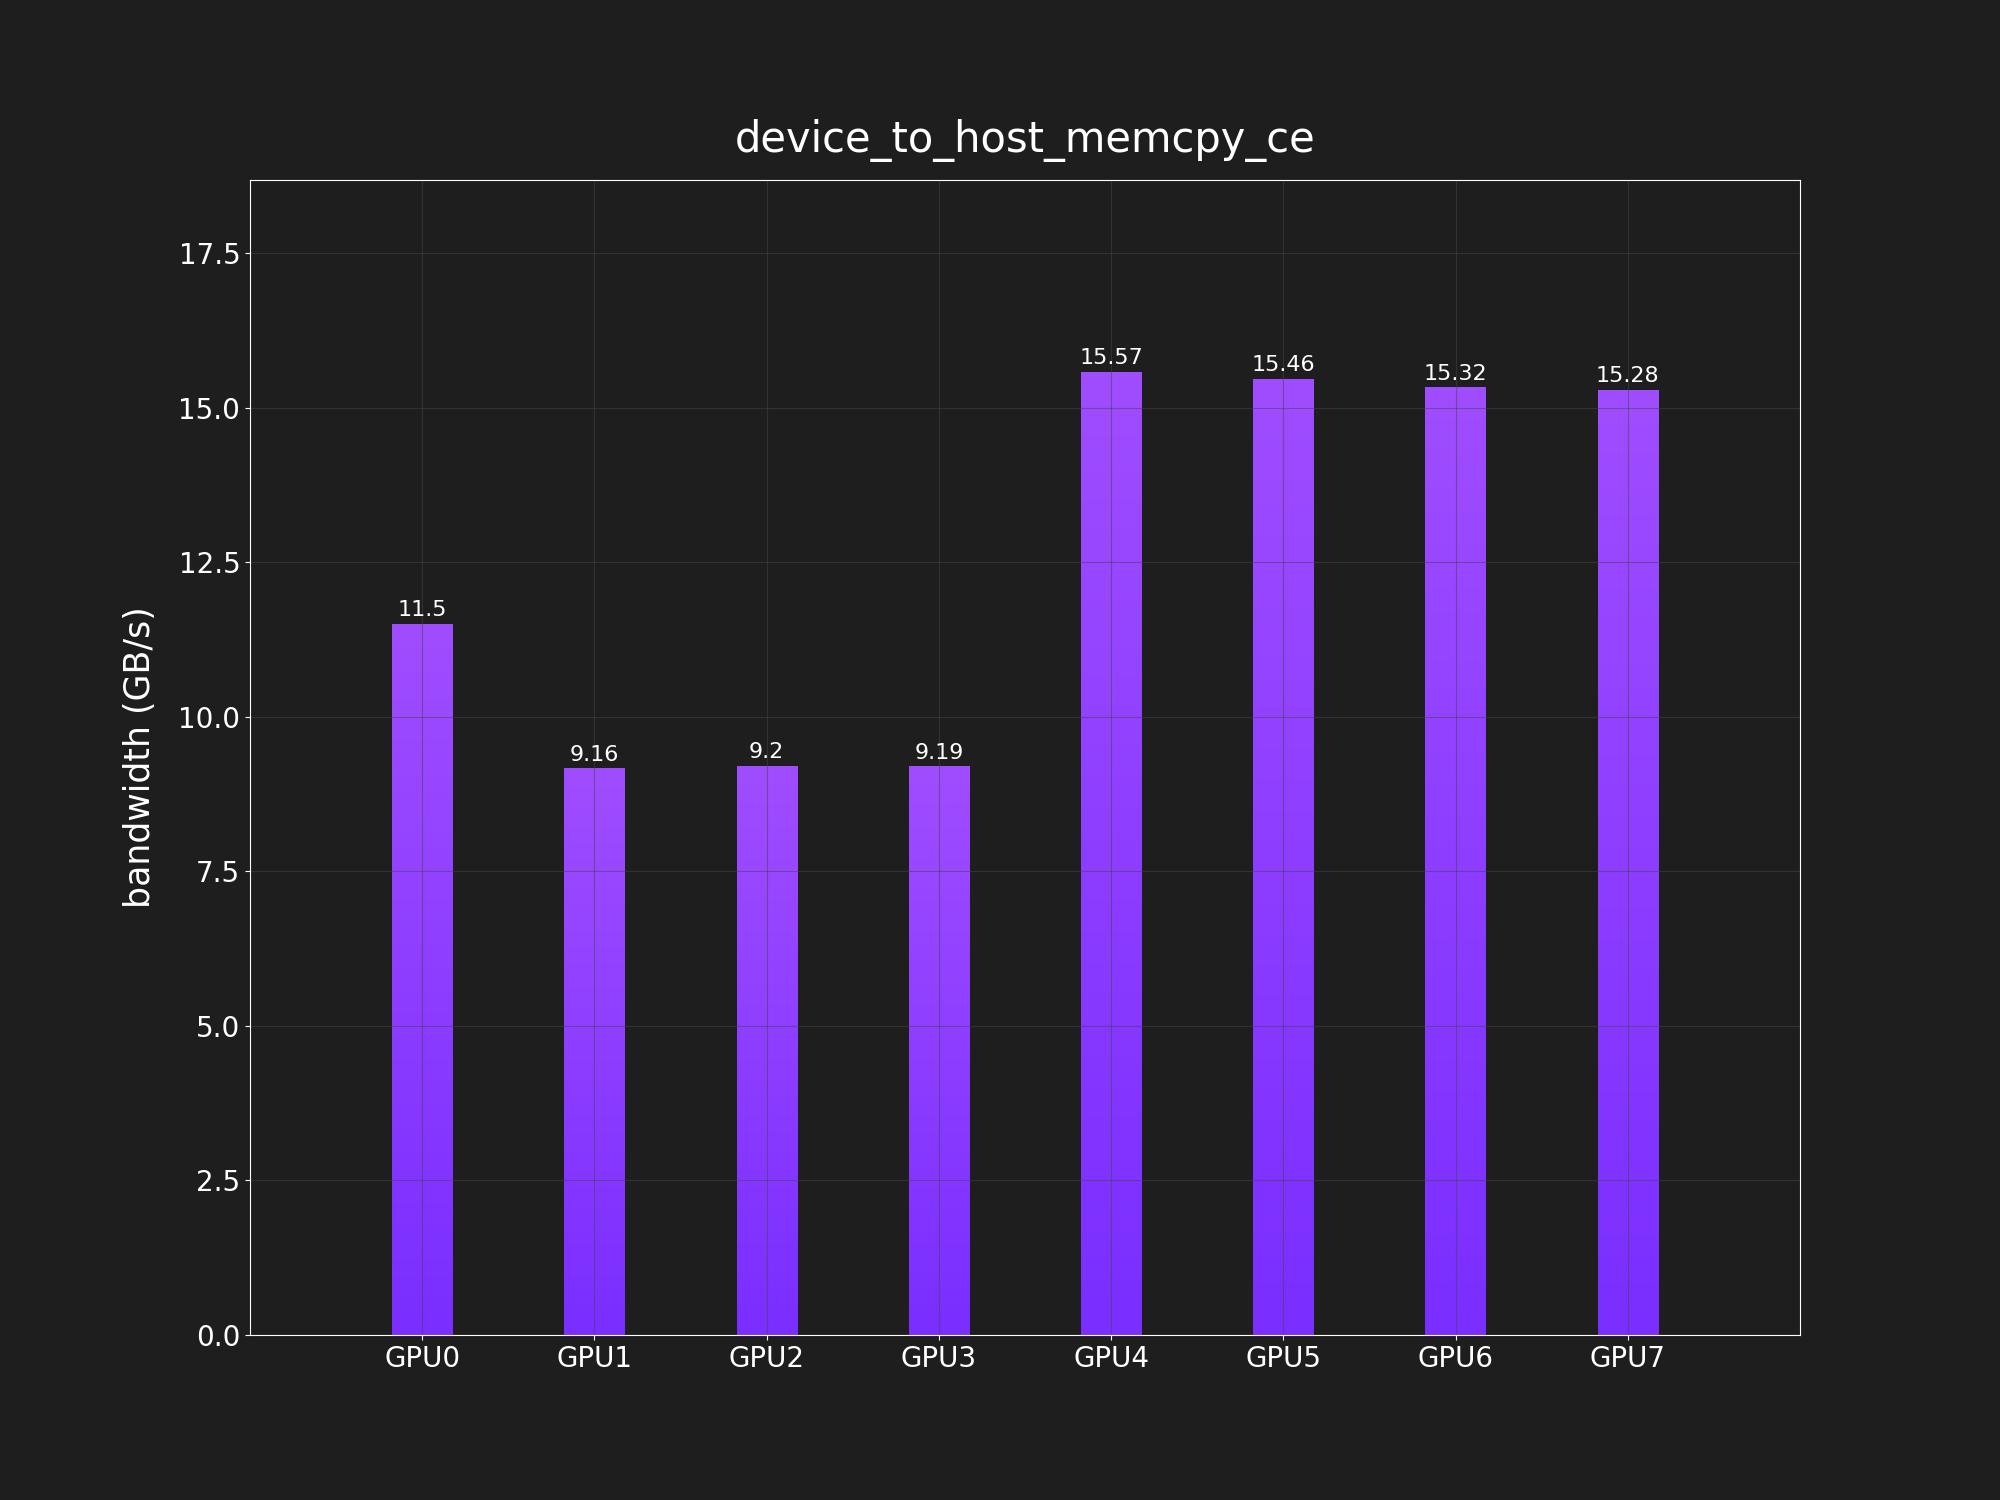 device_to_host_memcpy_ce
bandwidth (GB/s)
17.5
15.0
12.5
10.0
7.5
5.0
2.5
0.0
11.5
9.16
9.2
9.19
15.57
15.46
15.32
15.28
GPU0
GPU1
GPU2
GPU3
GPU4
GPU5
GPU6
GPU7